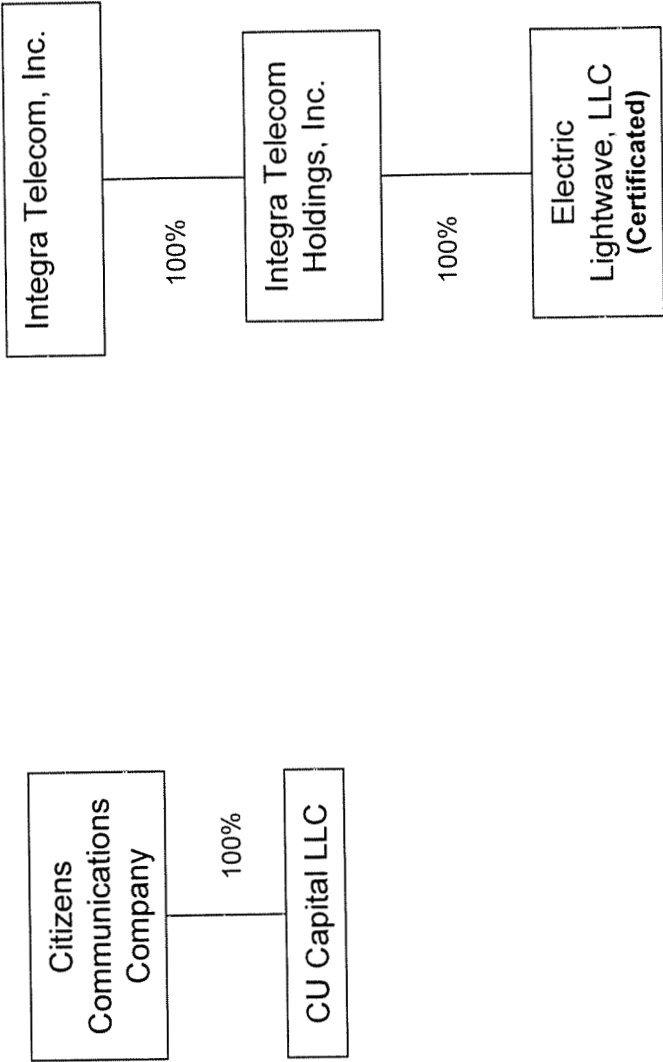 Citizens
Communications
Company
100%
CU Capital LLC
Integra Telecom, Inc.
100%
Integra Telecom
Holdings, Inc.
100%
Electric
Lightwave, LLC
(Certificated)